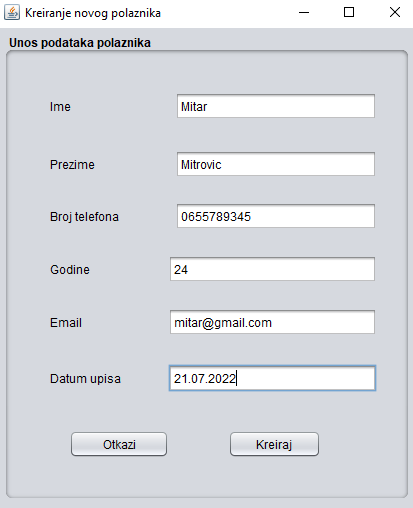 Kreiranje novog polaznika
Unos podataka polaznika
Ime Mitar
Prezime Mitrovic
Broj telefona 0655789345
Godine 24
Email mitar@gmail.com
Datum upisa 21.07.2022
Otkazi Kreiraj